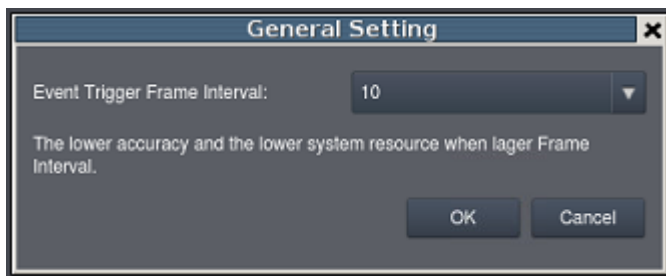 General Setting
Event Trigger Frame Interval: 10
The lower accuracy and the lower system resource when lager Frame
Interval.
OK Cancel